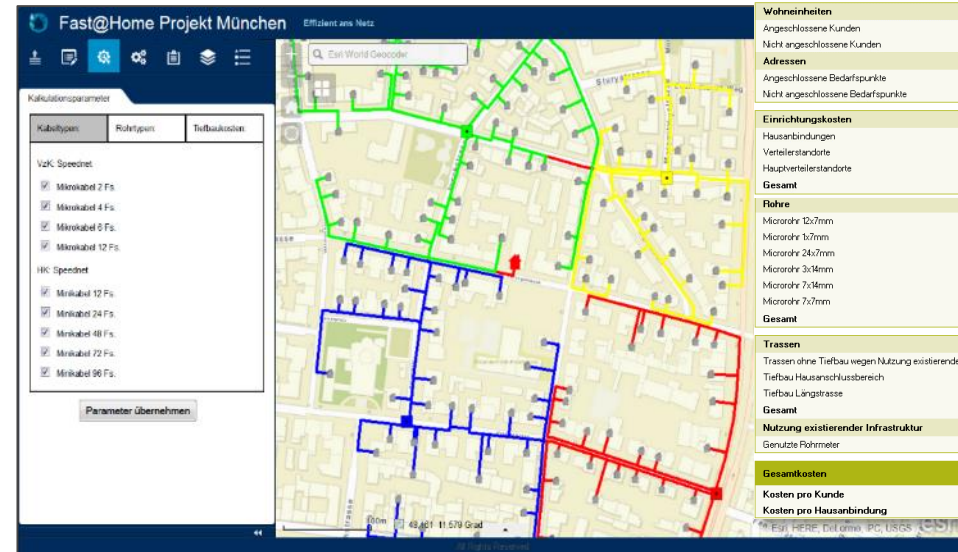 Fast@Home Projekt München Effizient ans Netz
Kalkulationsparameter
Kabeltypen: Rohrtypen: Tiefbaukosten:
VzK: Speednet
Mikrokabel 2 Fs.
Mikrokabel 4 Fs.
Mikrokabel 6 Fs.
Mikrokabel 12 Fs.
HK: Speednet
Minikabel 12 Fs.
Minikabel 24 Fs.
Minikabel 48 Fs.
Minikabel 72 Fs.
Minikabel 96 Fs.
Parameter übernehmen
Esri World Geocoder
100m
Grad
All Rights Reserved
Wohneinheiten
Angeschlossene Kunden
Nicht angeschlossene Kunden
Adressen
Angeschlossene Bedarfspunkte
Nicht angeschlossene Bedarfspunkte
Einrichtungskosten
Hausanbindungen
Verteilerstandorte
Hauptverteilerstandorte
Gesamt
Rohre
Microrohr 12x7mm
Microrohr 1x7mm
Microrohr 24x7mm
Microrohr 3x14mm
Microrohr 7x14mm
Microrohr 7x7mm
Gesamt
Trassen
Trassen ohne Tiefbau wegen Nutzung existierende
Tiefbau Hausanschlussbereich
Tiefbau Längstrasse
Gesamt
Nutzung existierender Infrastruktur
Genutzte Rohrmeter
Gesamtkosten
Kosten pro Kunde
Kosten pro Hausanbindung
Esri, HERE, DeLorme, PC, USGS
esri